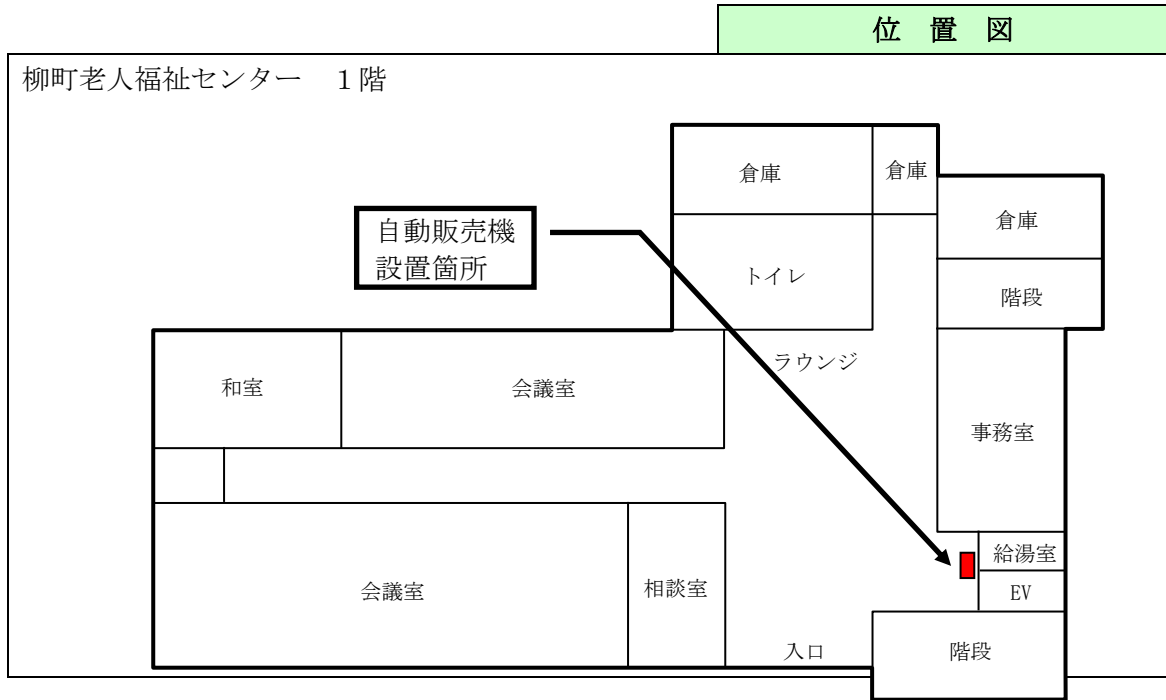 位 置 図
柳町老人福祉センター　１階
倉庫
倉庫
倉庫
自動販売機
設置箇所
トイレ
階段
ラウンジ
和室
会議室
事務室
給湯室
会議室
相談室
EV
入口
階段